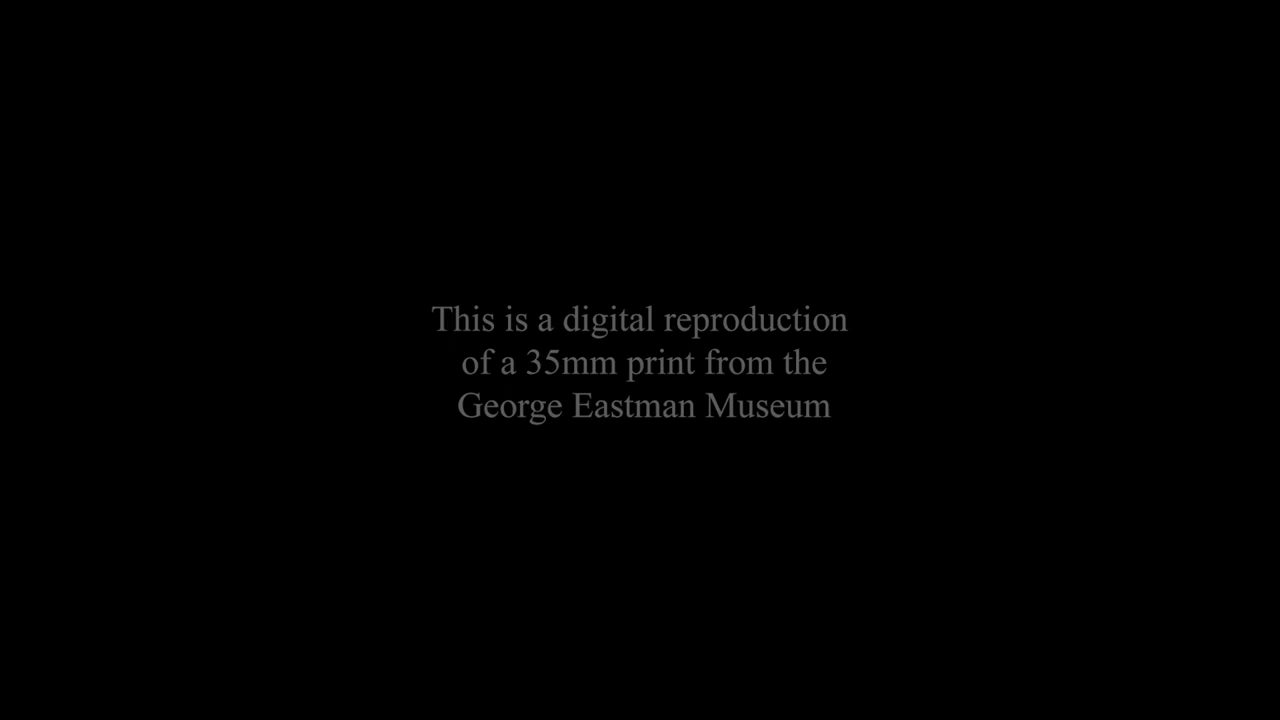 This is a digital reproduction
of a 35mm print from the
George Eastman Museum